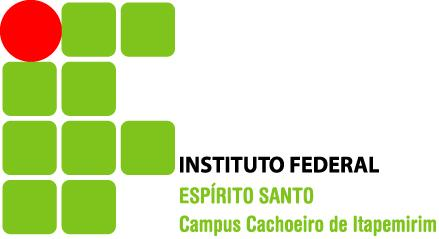 INSTITUTO FEDERAL
ESPÍRITO SANTO
Campus Cachoeiro de Itapemirim